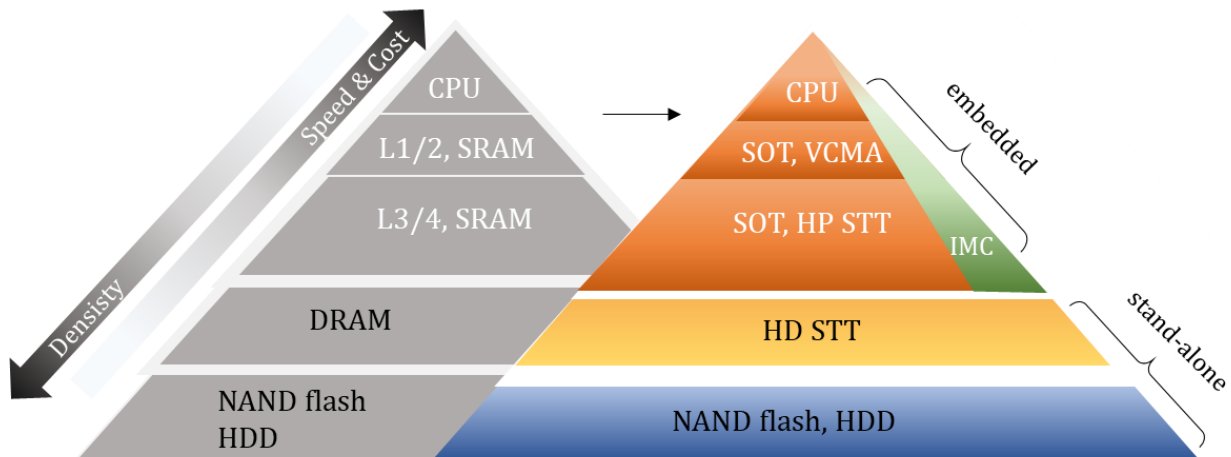 Speed & Cost
Densisty
CPU
L1/2, SRAM
L3/4, SRAM
DRAM
NAND flash
HDD
CPU
SOT, VCMA
SOT, HP STT
IMC
HD STT
NAND flash, HDD
embedded
stand-alone